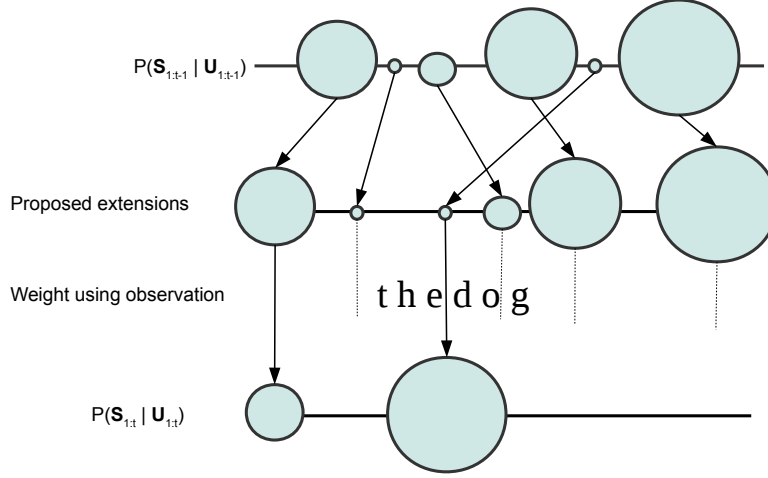 P(S1:t-1 | U1:t-1)
Proposed extensions
Weight using observation
t h e d o g
P(S1:t | U1:t)